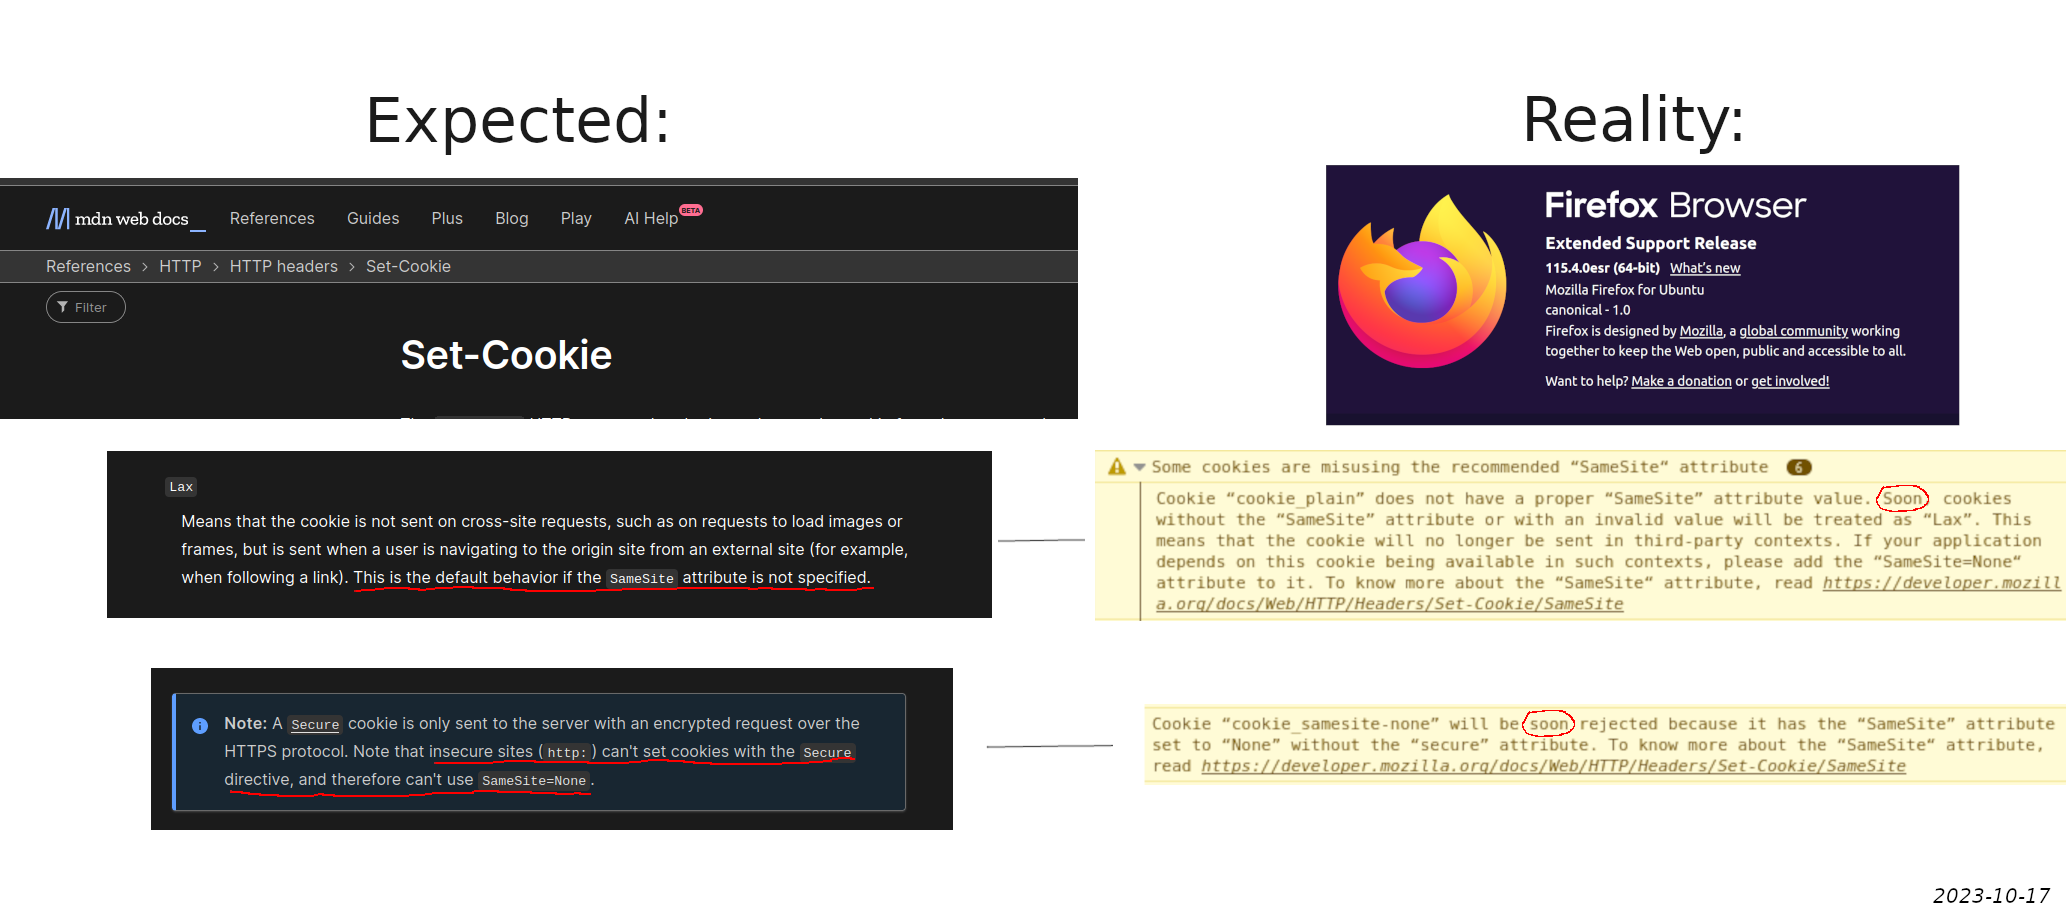 Expected:
Reality:
mdn web docs_
References Guides Plus Blog Play AI Help BETA
References > HTTP > HTTP headers > Set-Cookie
Filter
Set-Cookie
Firefox Browser
Extended Support Release
115.4.0esr (64-bit) What's new
Mozilla Firefox for Ubuntu
canonical - 1.0
Firefox is designed by Mozilla, a global community working
together to keep the Web open, public and accessible to all.
Want to help? Make a donation or get involved!
Lax
Means that the cookie is not sent on cross-site requests, such as on requests to load images or
frames, but is sent when a user is navigating to the origin site from an external site (for example,
when following a link). This is the default behavior if the SameSite attribute is not specified.
Some cookies are misusing the recommended “SameSite“ attribute 6
Cookie “cookie_plain” does not have a proper “SameSite” attribute value. Soon, cookies
without the “SameSite” attribute or with an invalid value will be treated as “Lax”. This
means that the cookie will no longer be sent in third-party contexts. If your application
depends on this cookie being available in such contexts, please add the “SameSite=None“
attribute to it. To know more about the “SameSite“ attribute, read https://developer.mozill
a.org/docs/Web/HTTP/Headers/Set-Cookie/SameSite
Note: A Secure cookie is only sent to the server with an encrypted request over the
HTTPS protocol. Note that insecure sites (http:) can't set cookies with the Secure
directive, and therefore can't use SameSite=None.
Cookie “cookie_samesite-none” will be soon rejected because it has the “SameSite” attribute
set to “None” without the “secure” attribute. To know more about the “SameSite“ attribute,
read https://developer.mozilla.org/docs/Web/HTTP/Headers/Set-Cookie/SameSite
2023-10-17